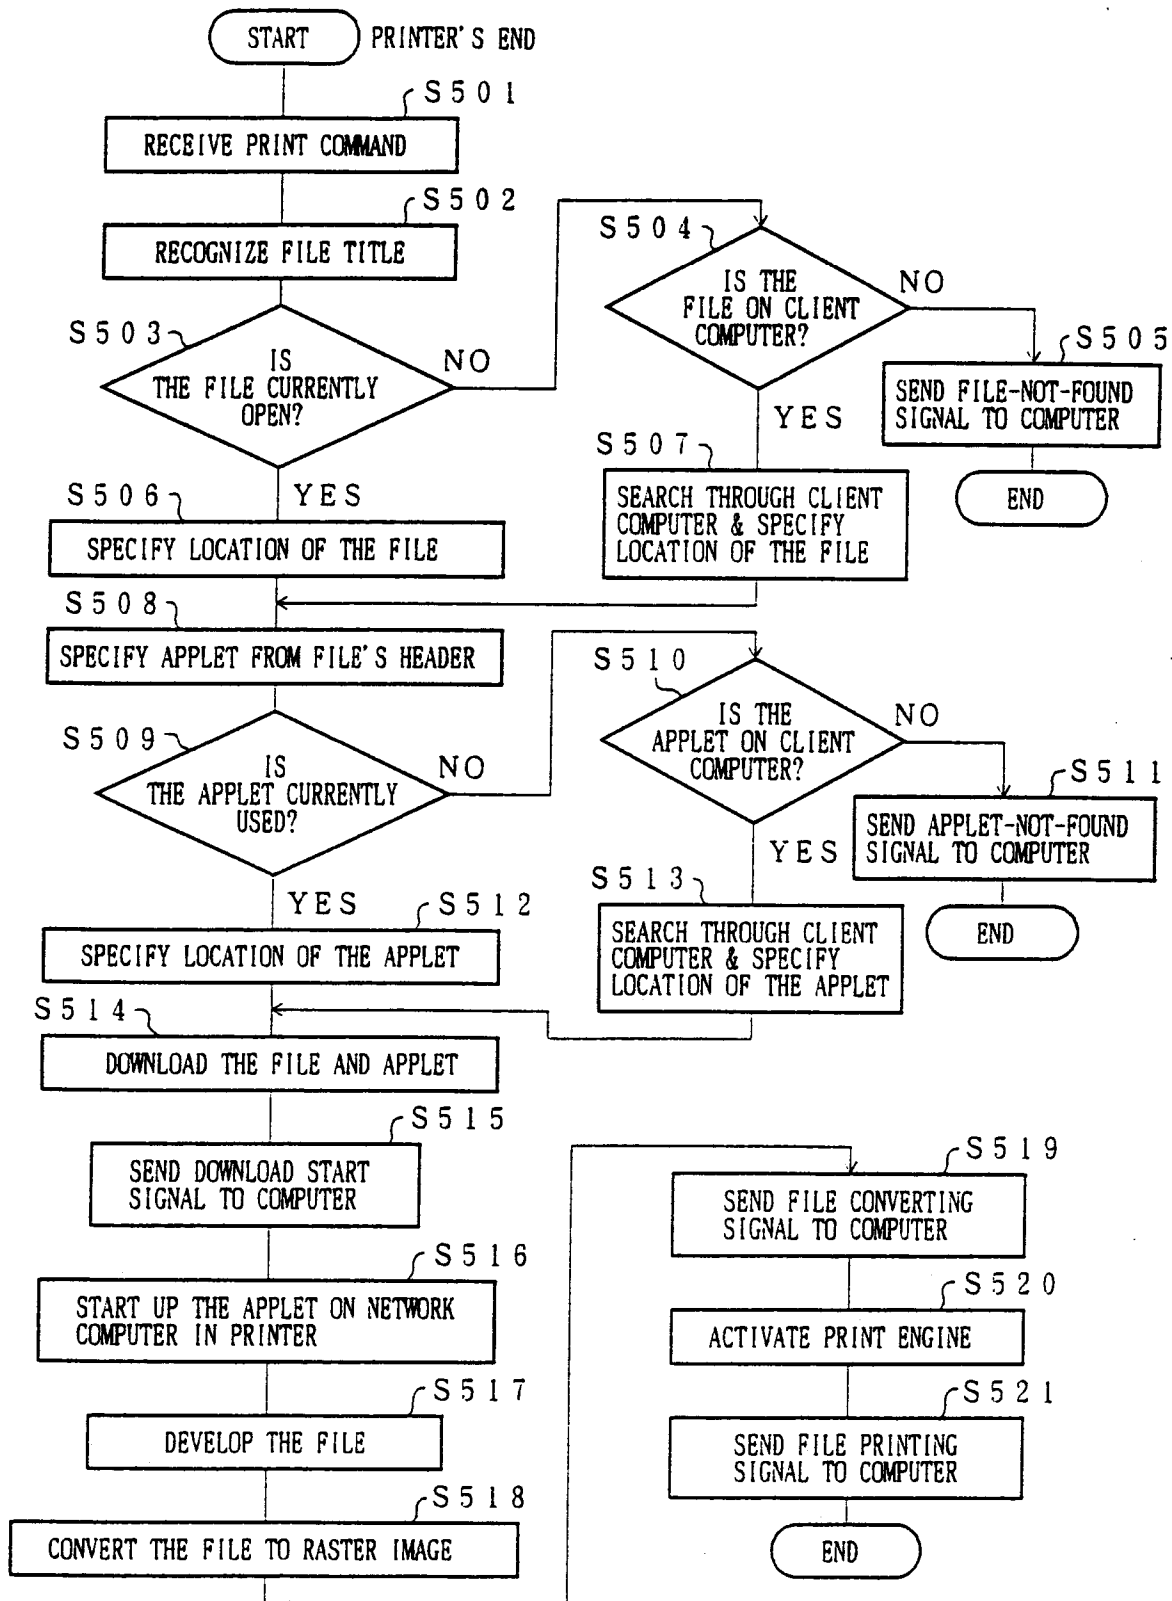 START
PRINTER'S END
S501
RECEIVE PRINT COMMAND
S502
RECOGNIZE FILE TITLE
S503
IS
THE FILE CURRENTLY
OPEN?
NO
YES
S504
IS THE
FILE ON CLIENT
COMPUTER?
NO
YES
S505
SEND FILE-NOT-FOUND
SIGNAL TO COMPUTER
END
S506
SPECIFY LOCATION OF THE FILE
S507
SEARCH THROUGH CLIENT
COMPUTER & SPECIFY
LOCATION OF THE FILE
S508
SPECIFY APPLET FROM FILE'S HEADER
S509
IS
THE APPLET CURRENTLY
USED?
NO
YES
S510
IS THE
APPLET ON CLIENT
COMPUTER?
NO
YES
S511
SEND APPLET-NOT-FOUND
SIGNAL TO COMPUTER
END
S512
SPECIFY LOCATION OF THE APPLET
S513
SEARCH THROUGH CLIENT
COMPUTER & SPECIFY
LOCATION OF THE APPLET
S514
DOWNLOAD THE FILE AND APPLET
S515
SEND DOWNLOAD START
SIGNAL TO COMPUTER
S516
START UP THE APPLET ON NETWORK
COMPUTER IN PRINTER
S517
DEVELOP THE FILE
S518
CONVERT THE FILE TO RASTER IMAGE
S519
SEND FILE CONVERTING
SIGNAL TO COMPUTER
S520
ACTIVATE PRINT ENGINE
S521
SEND FILE PRINTING
SIGNAL TO COMPUTER
END